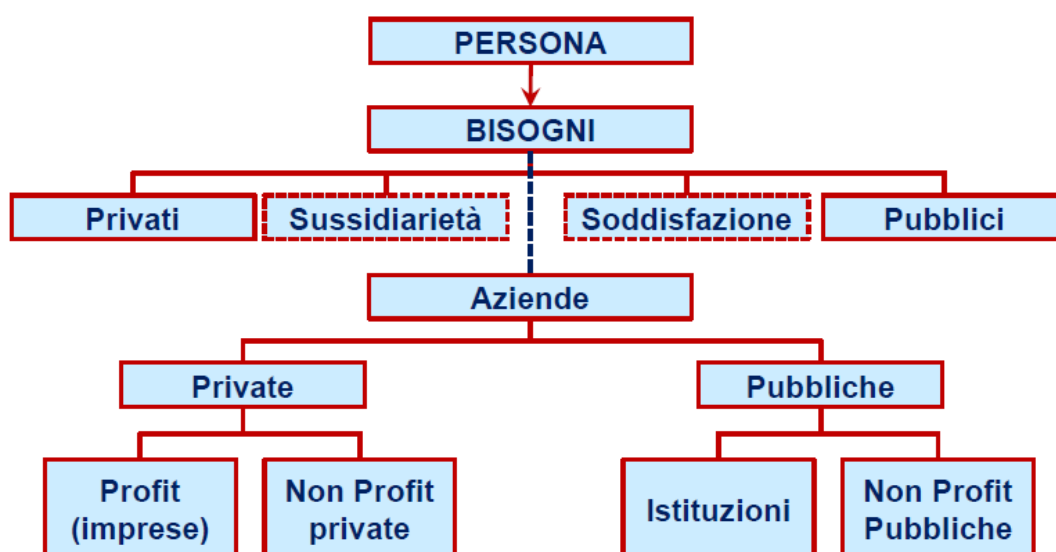 PERSONA
BISOGNI
Privati
Sussidiarietà
Soddisfazione
Pubblici
Aziende
Private
Pubbliche
Profit
(imprese)
Non Profit
private
Istituzioni
Non Profit
Pubbliche